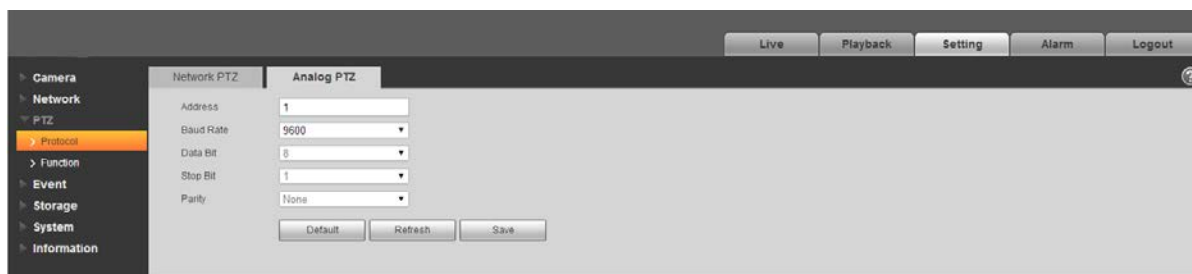 Live Playback Setting Alarm Logout
Camera
Network
PTZ
Protocol
Function
Event
Storage
System
Information
Network PTZ Analog PTZ
Address 1
Baud Rate 9600
Data Bit 8
Stop Bit 1
Parity None
Default Refresh Save
?